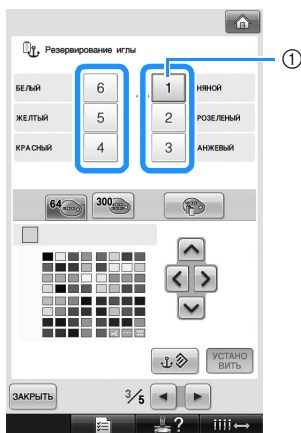 Резервирование иглы
①
БЕЛЫЙ 6 1 НЯНОЙ
ЖЕЛТЫЙ 5 2 РОЗЕЛЕНЫЙ
КРАСНЫЙ 4 3 АНЖЕВЫЙ
64 300
УСТАНО
ВИТЬ
ЗАКРЫТЬ 3/5
?